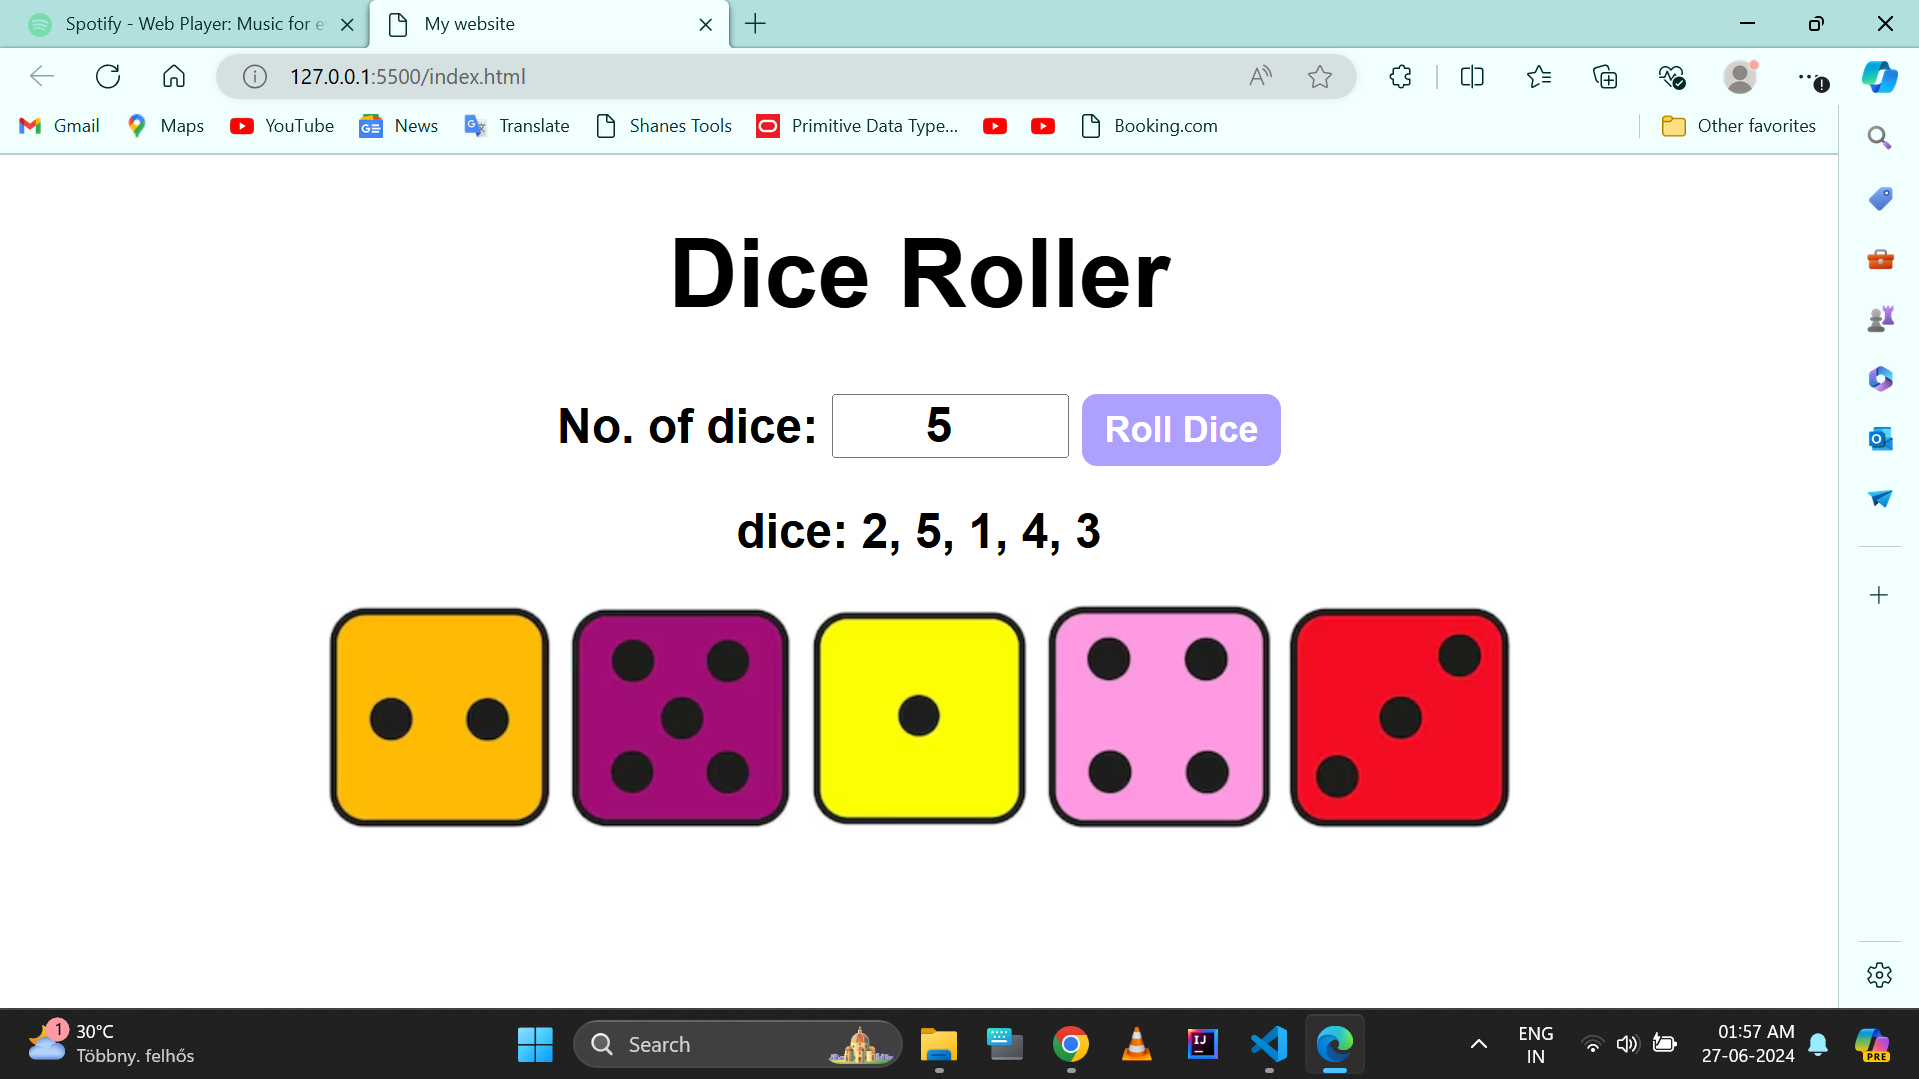 Spotify - Web Player: Music for e
My website
127.0.0.1:5500/index.html
Gmail
Maps
YouTube
News
Translate
Shanes Tools
Primitive Data Type...
Booking.com
Other favorites
Dice Roller
No. of dice: 5 Roll Dice
dice: 2, 5, 1, 4, 3
1
30°C
Többny. felhős
Search
ENG
IN
01:57 AM
27-06-2024
PRE